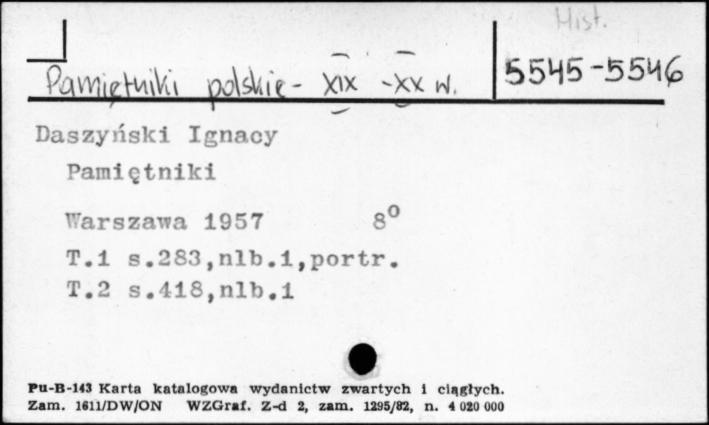 Hist.
Pamiętniki polskie - XIX - XX w.
5545-5546
Daszyński Ignacy
Pamiętniki
Warszawa 1957 8º
T.1 s.283,nlb.1,portr.
T.2 s.418,nlb.1
Pu-B-143 Karta katalogowa wydanictw zwartych i ciągłych.
Zam. 1611/DW/ON WZGraf. Z-d 2, zam. 1295/82, n. 4 020 000